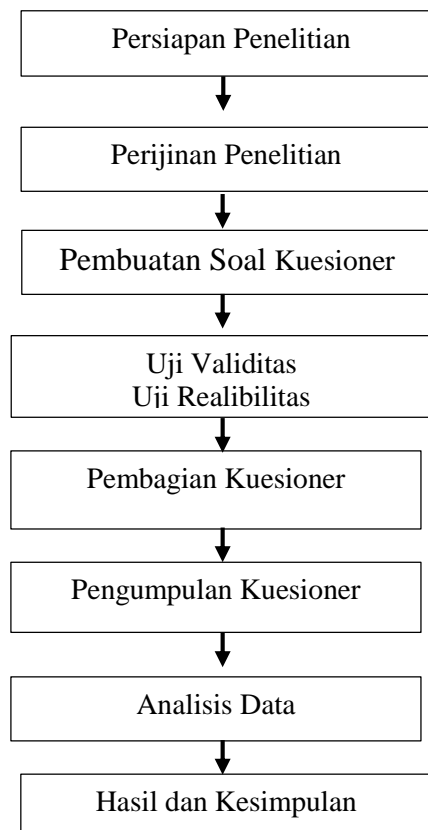 Persiapan Penelitian
Perijinan Penelitian
Pembuatan Soal Kuesioner
Uji Validitas
Uji Realibilitas
Pembagian Kuesioner
Pengumpulan Kuesioner
Analisis Data
Hasil dan Kesimpulan